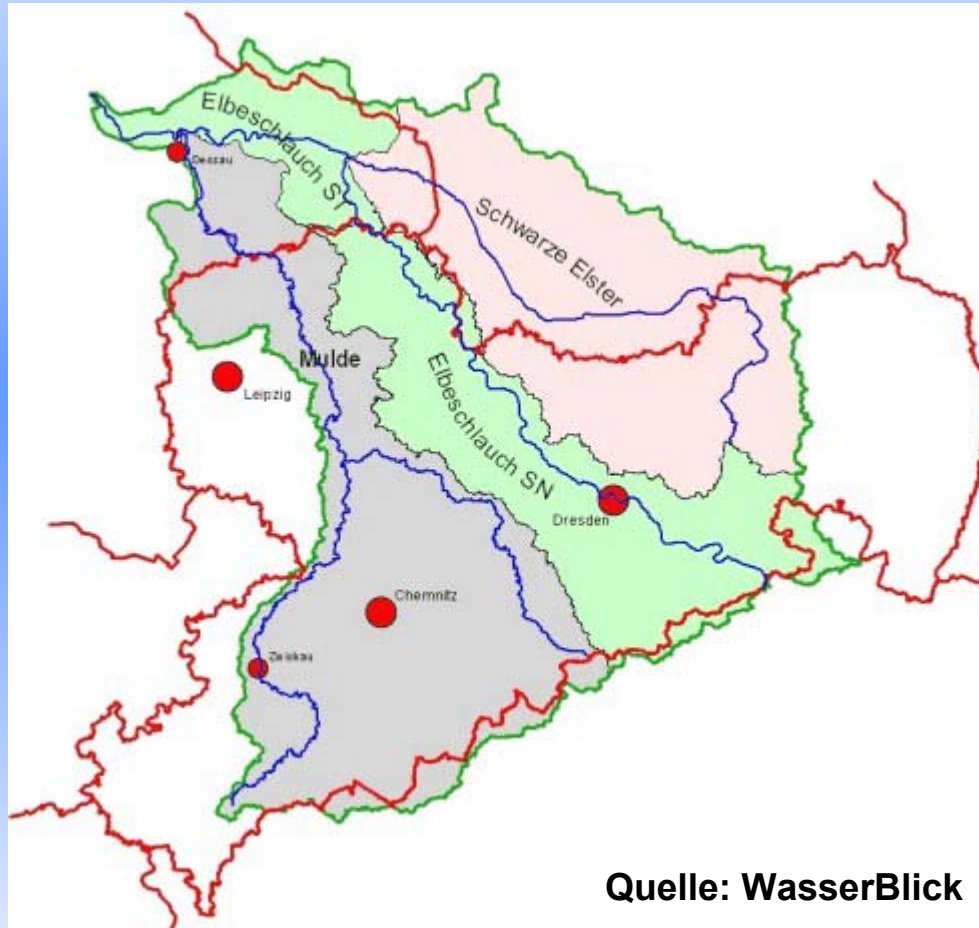 Elbeschlauch ST
Dessau
Schwarze Elster
Mulde
Leipzig
Elbeschlauch SN
Dresden
Chemnitz
Zwickau
Quelle: WasserBlick